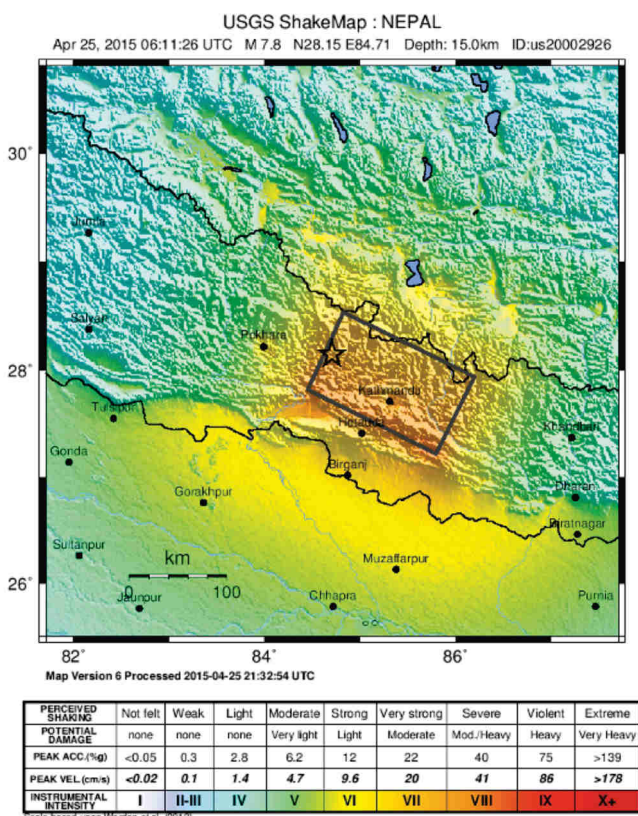 USGS ShakeMap : NEPAL
Apr 25, 2015 06:11:26 UTC M 7.8 N28.15 E84.71 Depth: 15.0km ID:us20002926
30°
Jumla
Salyan
Pokhara
28°
Kathmandu
Hetauda
Tulsipur
Khandbari
Gonda
Birganj
Gorakhpur
Dharan
Biratnagar
Sultanpur
km
Muzaffarpur
26°
0 100
Jaunpur
Chhapra
Purnia
82° 84° 86°
Map Version 6 Processed 2015-04-25 21:32:54 UTC
PERCEIVED SHAKING Not felt Weak Light Moderate Strong Very strong Severe Violent Extreme
POTENTIAL DAMAGE none none none Very light Light Moderate Mod./Heavy Heavy Very Heavy
PEAK ACC.(%g) <0.05 0.3 2.8 6.2 12 22 40 75 >139
PEAK VEL.(cm/s) <0.02 0.1 1.4 4.7 9.6 20 41 86 >178
INSTRUMENTAL INTENSITY I II-III IV V VI VII VIII IX X+